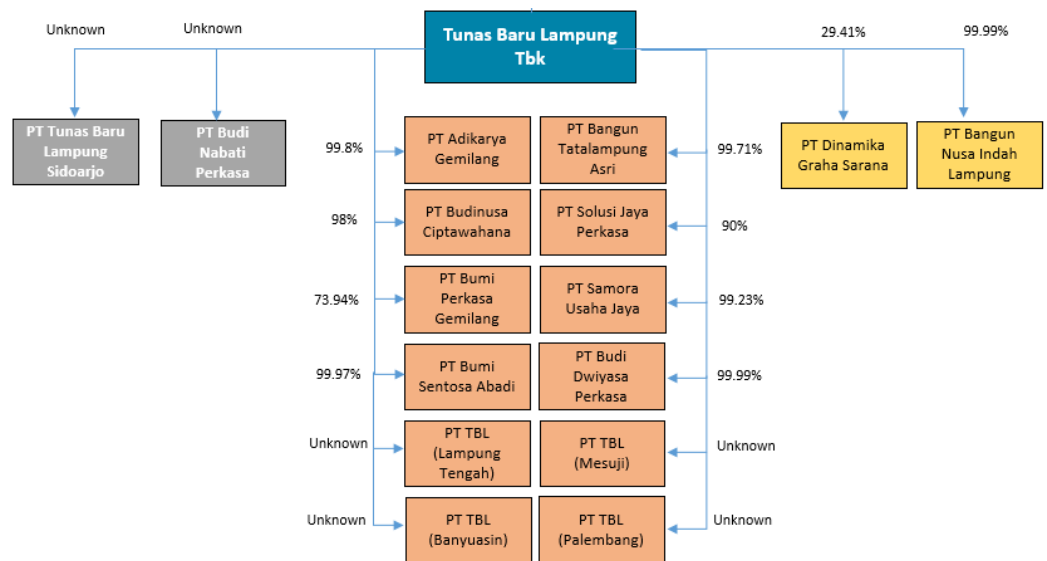 Unknown
Unknown
Tunas Baru Lampung
Tbk
29.41%
99.99%
PT Tunas Baru
Lampung
Sidoarjo
PT Budi
Nabati
Perkasa
PT Dinamika
Graha Sarana
PT Bangun
Nusa Indah
Lampung
99.8%
PT Adikarya
Gemilang
PT Bangun
Tatalampung
Asri
99.71%
98%
PT Budinusa
Ciptawahana
PT Solusi Jaya
Perkasa
90%
73.94%
PT Bumi
Perkasa
Gemilang
PT Samora
Usaha Jaya
99.23%
99.97%
PT Bumi
Sentosa Abadi
PT Budi
Dwiyasa
Perkasa
99.99%
Unknown
PT TBL
(Lampung
Tengah)
PT TBL
(Mesuji)
Unknown
Unknown
PT TBL
(Banyuasin)
PT TBL
(Palembang)
Unknown